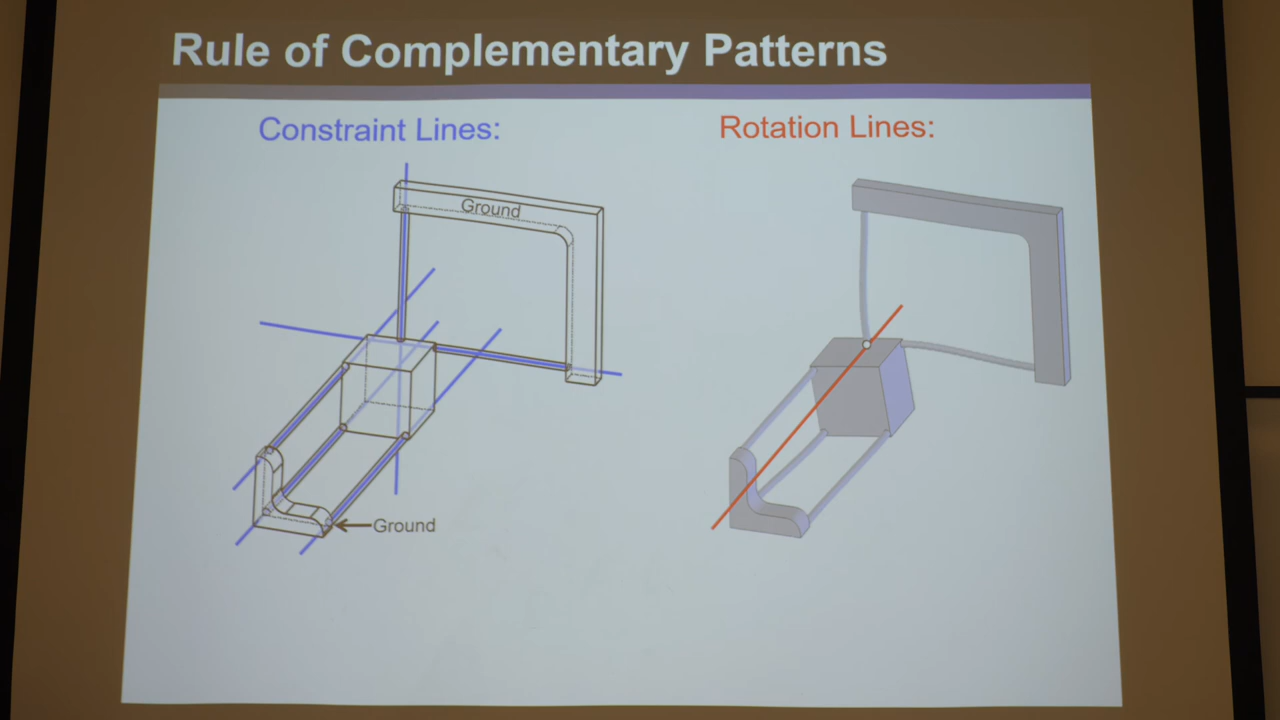 Rule of Complementary Patterns
Constraint Lines:
Rotation Lines:
Ground
Ground